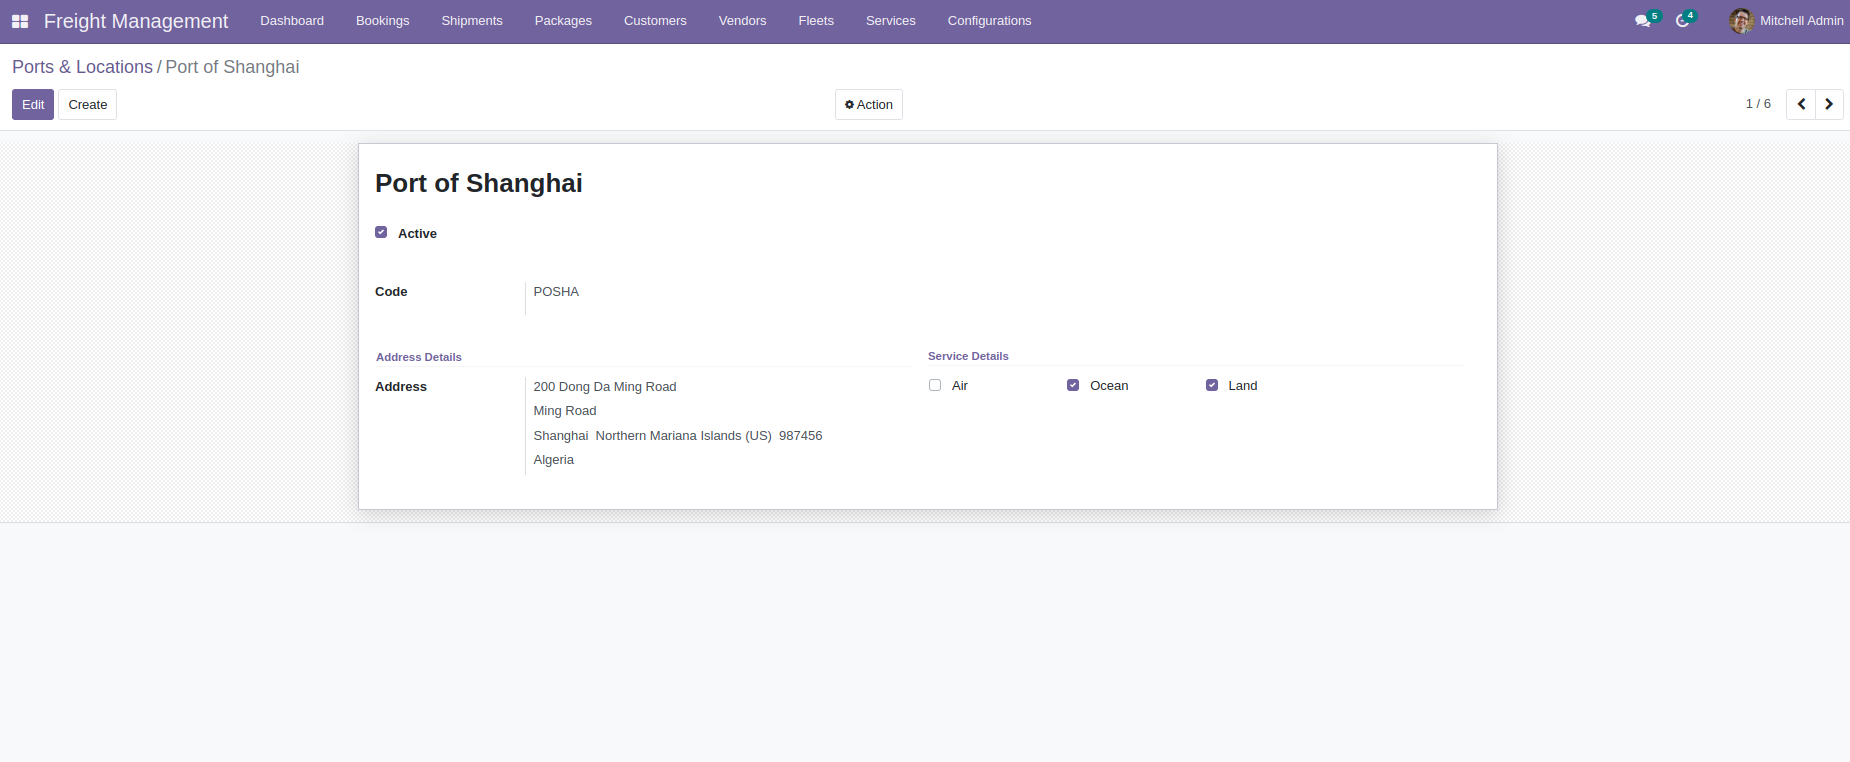 Freight Management Dashboard Bookings Shipments Packages Customers Vendors Fleets Services Configurations 5 4 Mitchell Admin
Ports & Locations / Port of Shanghai
Edit Create Action 1 / 6
Port of Shanghai
Active
Code POSHA
Address Details Service Details
Address 200 Dong Da Ming Road Air Ocean Land
Ming Road
Shanghai Northern Mariana Islands (US) 987456
Algeria